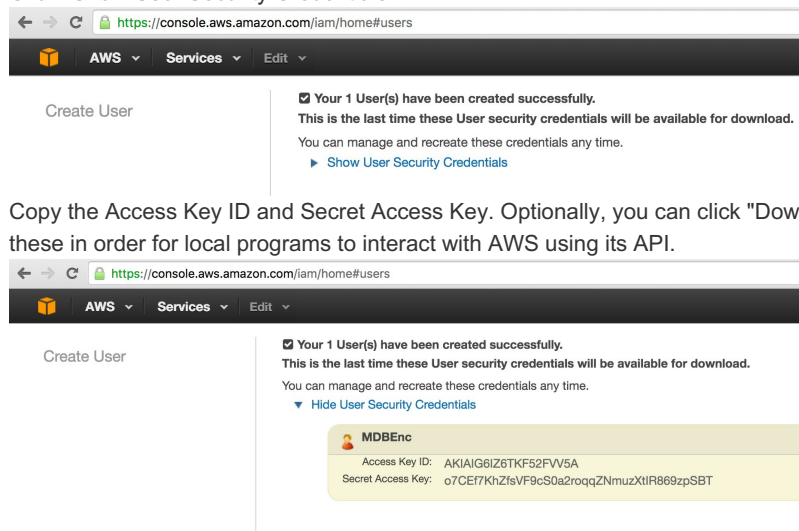 https://console.aws.amazon.com/iam/home#users
AWS Services Edit
Create User
Your 1 User(s) have been created successfully.
This is the last time these User security credentials will be available for download.
You can manage and recreate these credentials any time.
Show User Security Credentials
Copy the Access Key ID and Secret Access Key. Optionally, you can click "Dow
these in order for local programs to interact with AWS using its API.
https://console.aws.amazon.com/iam/home#users
AWS Services Edit
Create User
Your 1 User(s) have been created successfully.
This is the last time these User security credentials will be available for download.
You can manage and recreate these credentials any time.
Hide User Security Credentials
MDBEnc
Access Key ID: AKIAIG6IZ6TKF52FVV5A
Secret Access Key: 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